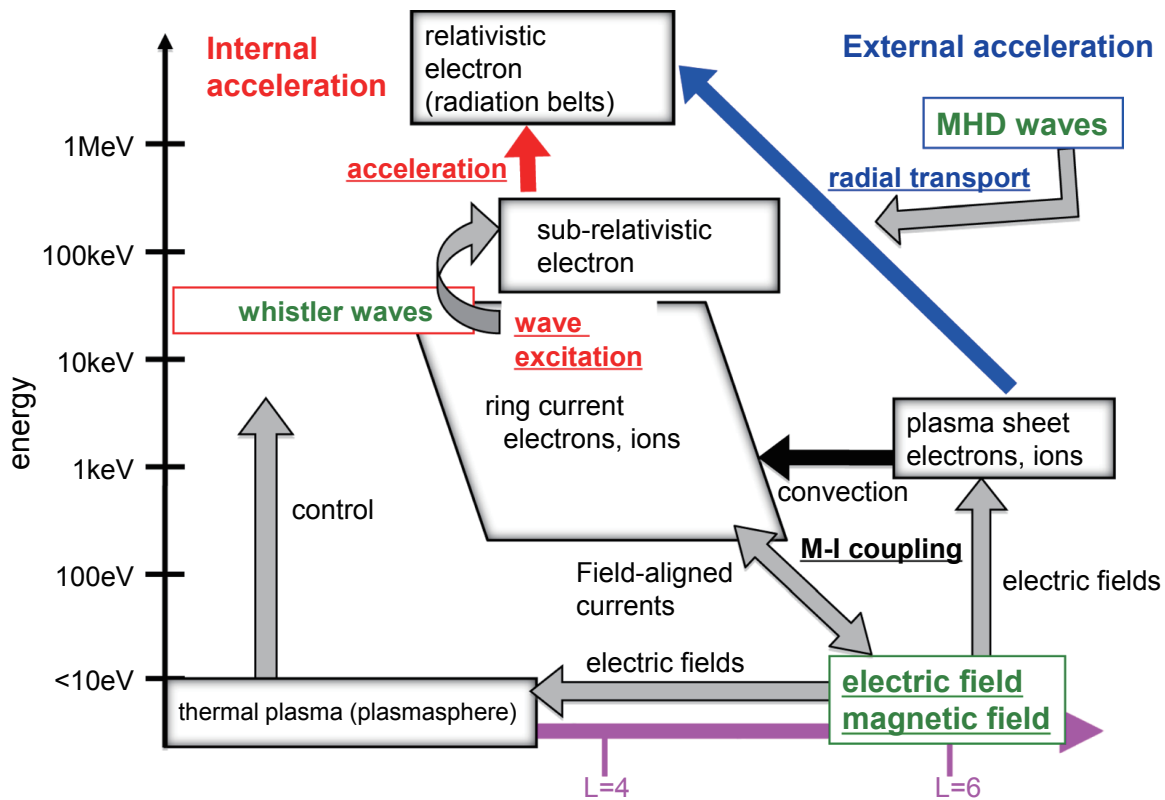 Internal
acceleration
relativistic
electron
(radiation belts)
External acceleration
MHD waves
1MeV
acceleration
radial transport
sub-relativistic
electron
100keV
whistler waves
wave
excitation
10keV
energy
ring current
electrons, ions
plasma sheet
electrons, ions
1keV
convection
control
M-I coupling
100eV
Field-aligned
currents
electric fields
electric fields
<10eV
thermal plasma (plasmasphere)
electric field
magnetic field
L=4
L=6